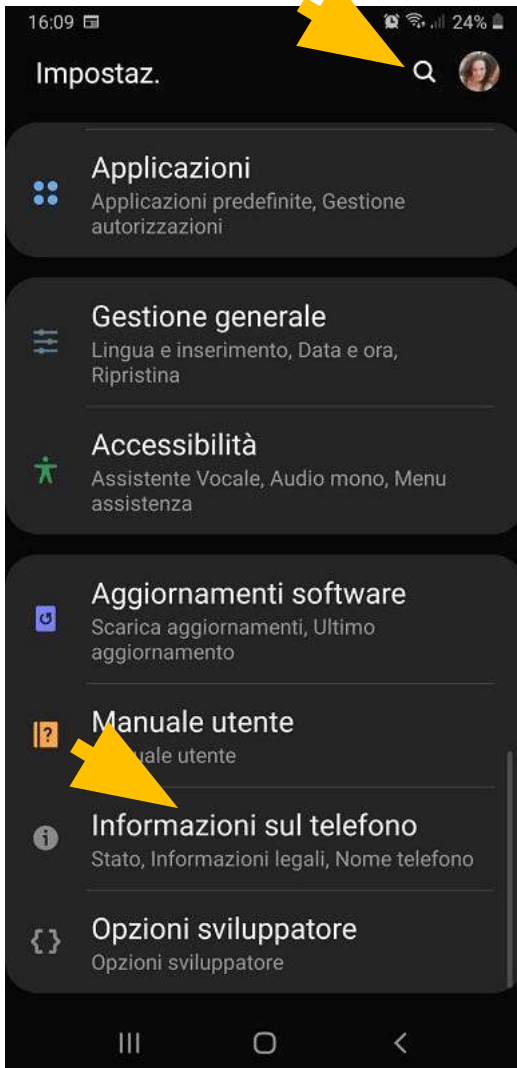 16:09 24%
Impostaz.
Applicazioni
Applicazioni predefinite, Gestione
autorizzazioni
Gestione generale
Lingua e inserimento, Data e ora,
Ripristina
Accessibilità
Assistente Vocale, Audio mono, Menu
assistenza
Aggiornamenti software
Scarica aggiornamenti, Ultimo
aggiornamento
Manuale utente
utente
Informazioni sul telefono
Stato, Informazioni legali, Nome telefono
Opzioni sviluppatore
Opzioni sviluppatore